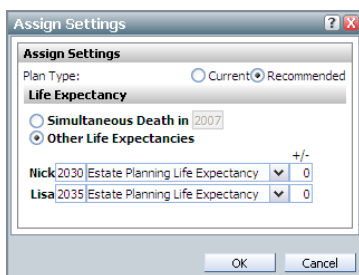 Assign Settings
Assign Settings
Plan Type: Current Recommended
Life Expectancy
Simultaneous Death in 2007
Other Life Expectancies
+/-
Nick 2030 Estate Planning Life Expectancy 0
Lisa 2035 Estate Planning Life Expectancy 0
OK Cancel